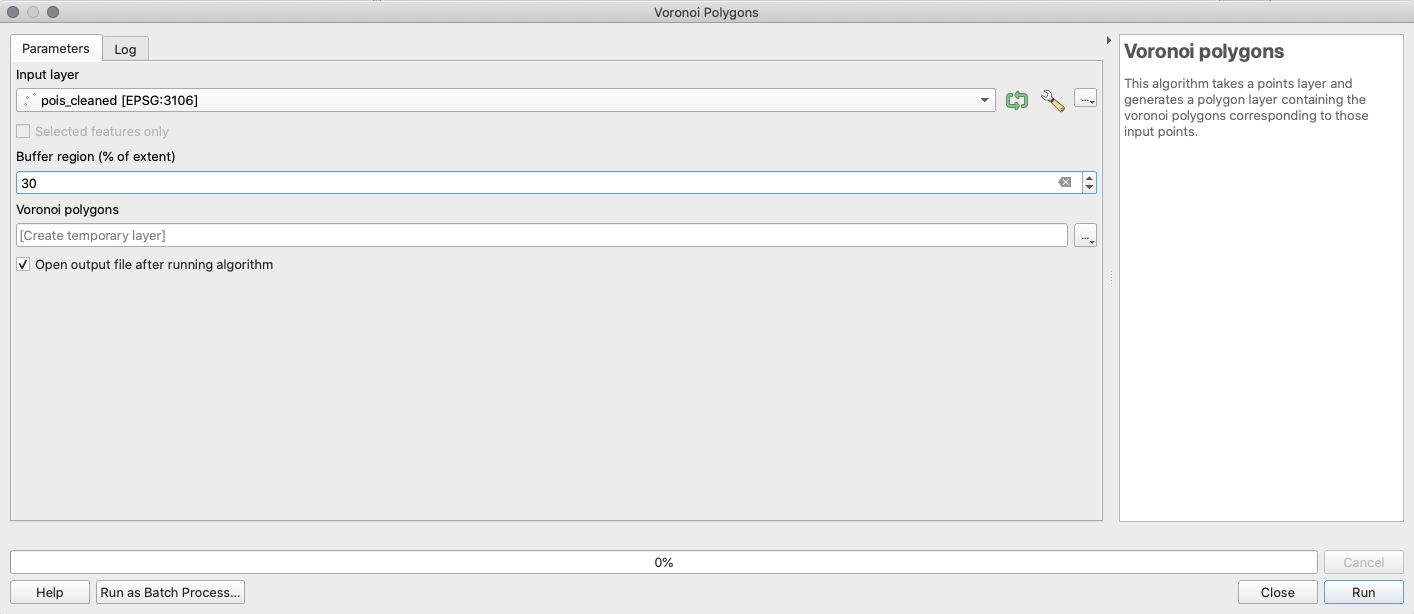 Voronoi Polygons
Parameters
Log
Input layer
pois_cleaned [EPSG:3106]
...
Selected features only
Buffer region (% of extent)
30
Voronoi polygons
[Create temporary layer]
...
Open output file after running algorithm
Voronoi polygons
This algorithm takes a points layer and
generates a polygon layer containing the
voronoi polygons corresponding to those
input points.
0%
Cancel
Help
Run as Batch Process...
Close
Run